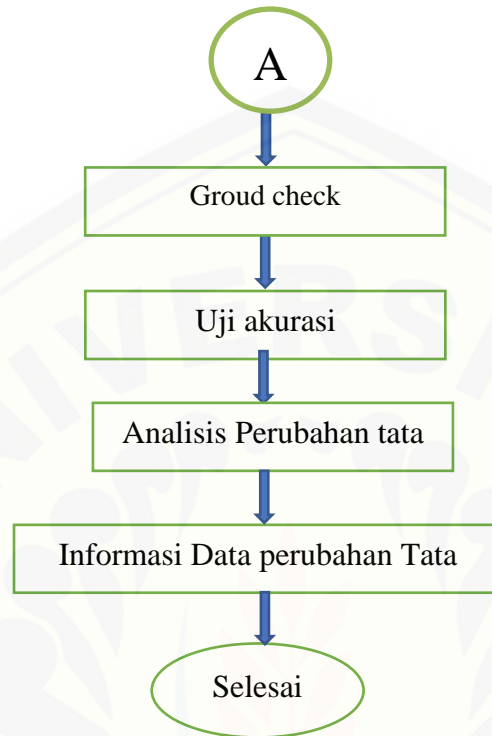 A
Groud check
Uji akurasi
Analisis Perubahan tata
Informasi Data perubahan Tata
Selesai